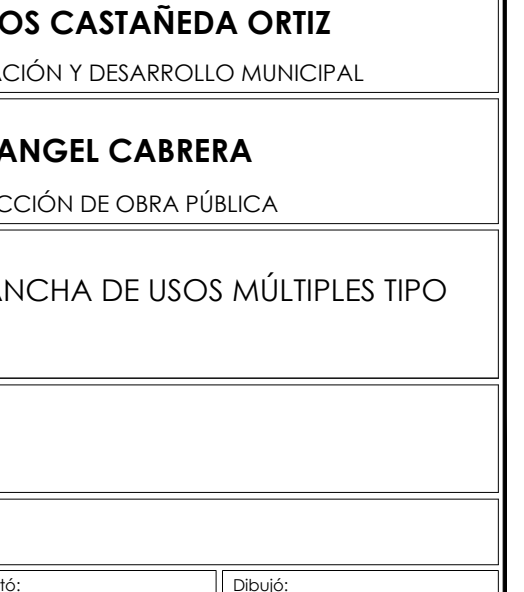 OS CASTAÑEDA ORTIZ
ACIÓN Y DESARROLLO MUNICIPAL
ANGEL CABRERA
CCIÓN DE OBRA PÚBLICA
ANCHA DE USOS MÚLTIPLES TIPO
tó:
Dibujó: